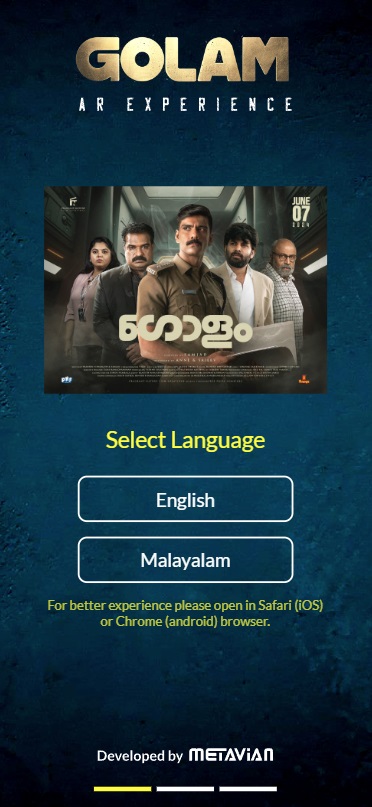 GOLAM
AR EXPERIENCE
JUNE
07
2024
ഗോളം
Select Language
English
Malayalam
For better experience please open in Safari (iOS)
or Chrome (android) browser.
Developed by METAVIAN